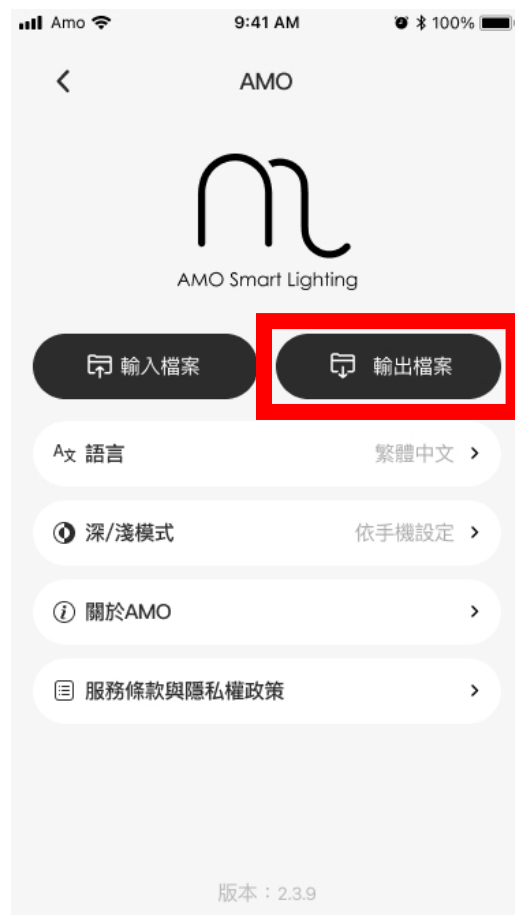 Amo 9:41 AM 100%
AMO
AMO Smart Lighting
輸入檔案 輸出檔案
A文 語言 繁體中文
深/淺模式 依手機設定
關於AMO
服務條款與隱私權政策
版本：2.3.9